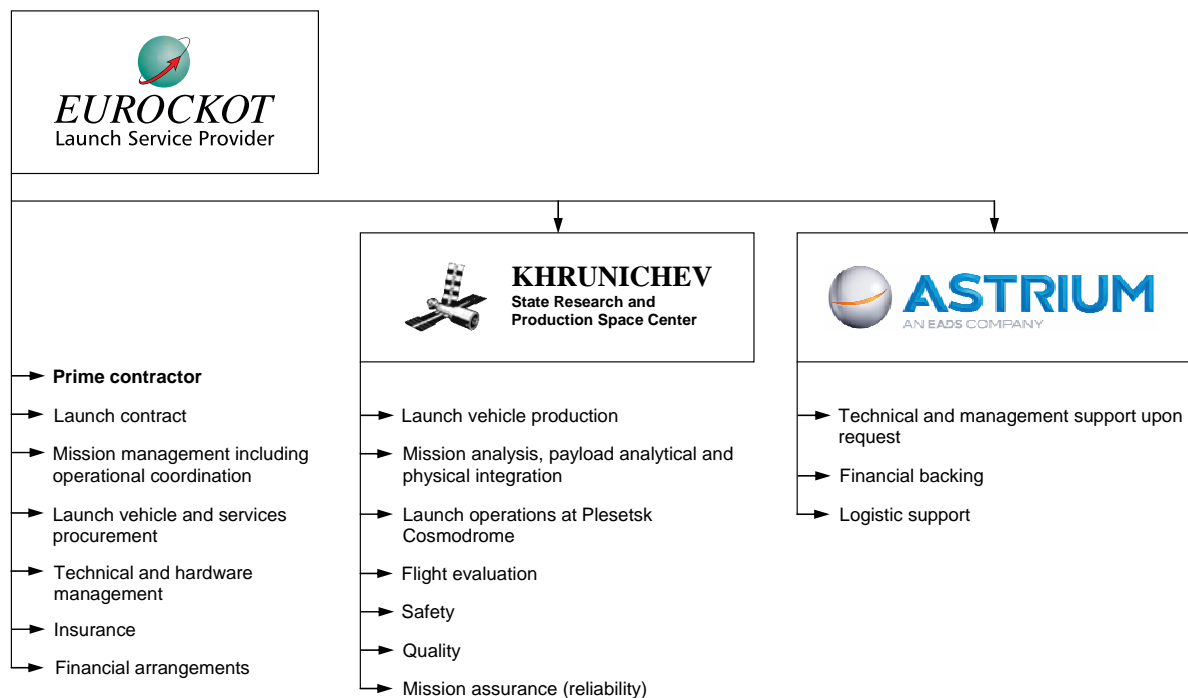 EUROCKOT
Launch Service Provider
KHRUNICHEV
State Research and
Production Space Center
ASTRIUM
AN EADS COMPANY
Prime contractor
Launch contract
Mission management including
operational coordination
Launch vehicle and services
procurement
Technical and hardware
management
Insurance
Financial arrangements
Launch vehicle production
Mission analysis, payload analytical and
physical integration
Launch operations at Plesetsk
Cosmodrome
Flight evaluation
Safety
Quality
Mission assurance (reliability)
Technical and management support upon
request
Financial backing
Logistic support